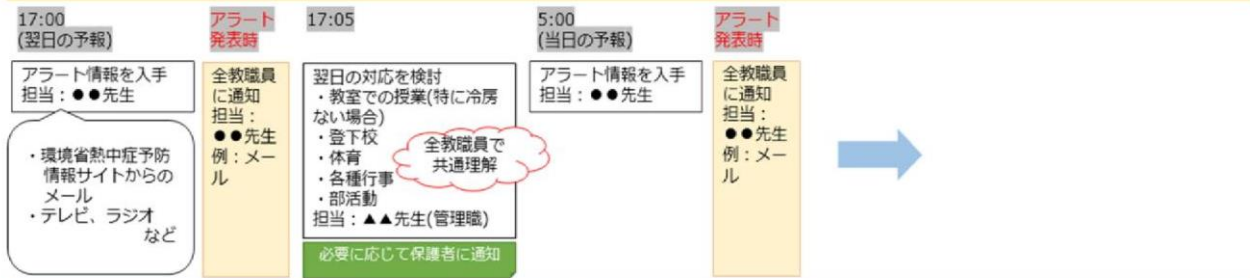 17:00
(翌日の予報)
アラート情報を入手
担当：●●先生
・環境省熱中症予防
情報サイトからの
メール
・テレビ、ラジオ
など
アラート
発表時
全教職員
に通知
担当：
●●先生
例：メー
ル
17:05
翌日の対応を検討
・教室での授業(特に冷房
ない場合)
・登下校
・体育
・各種行事
・部活動
担当：▲▲先生(管理職)
全教職員で
共通理解
必要に応じて保護者に通知
5:00
(当日の予報)
アラート情報を入手
担当：●●先生
アラート
発表時
全教職員
に通知
担当：
●●先生
例：メー
ル